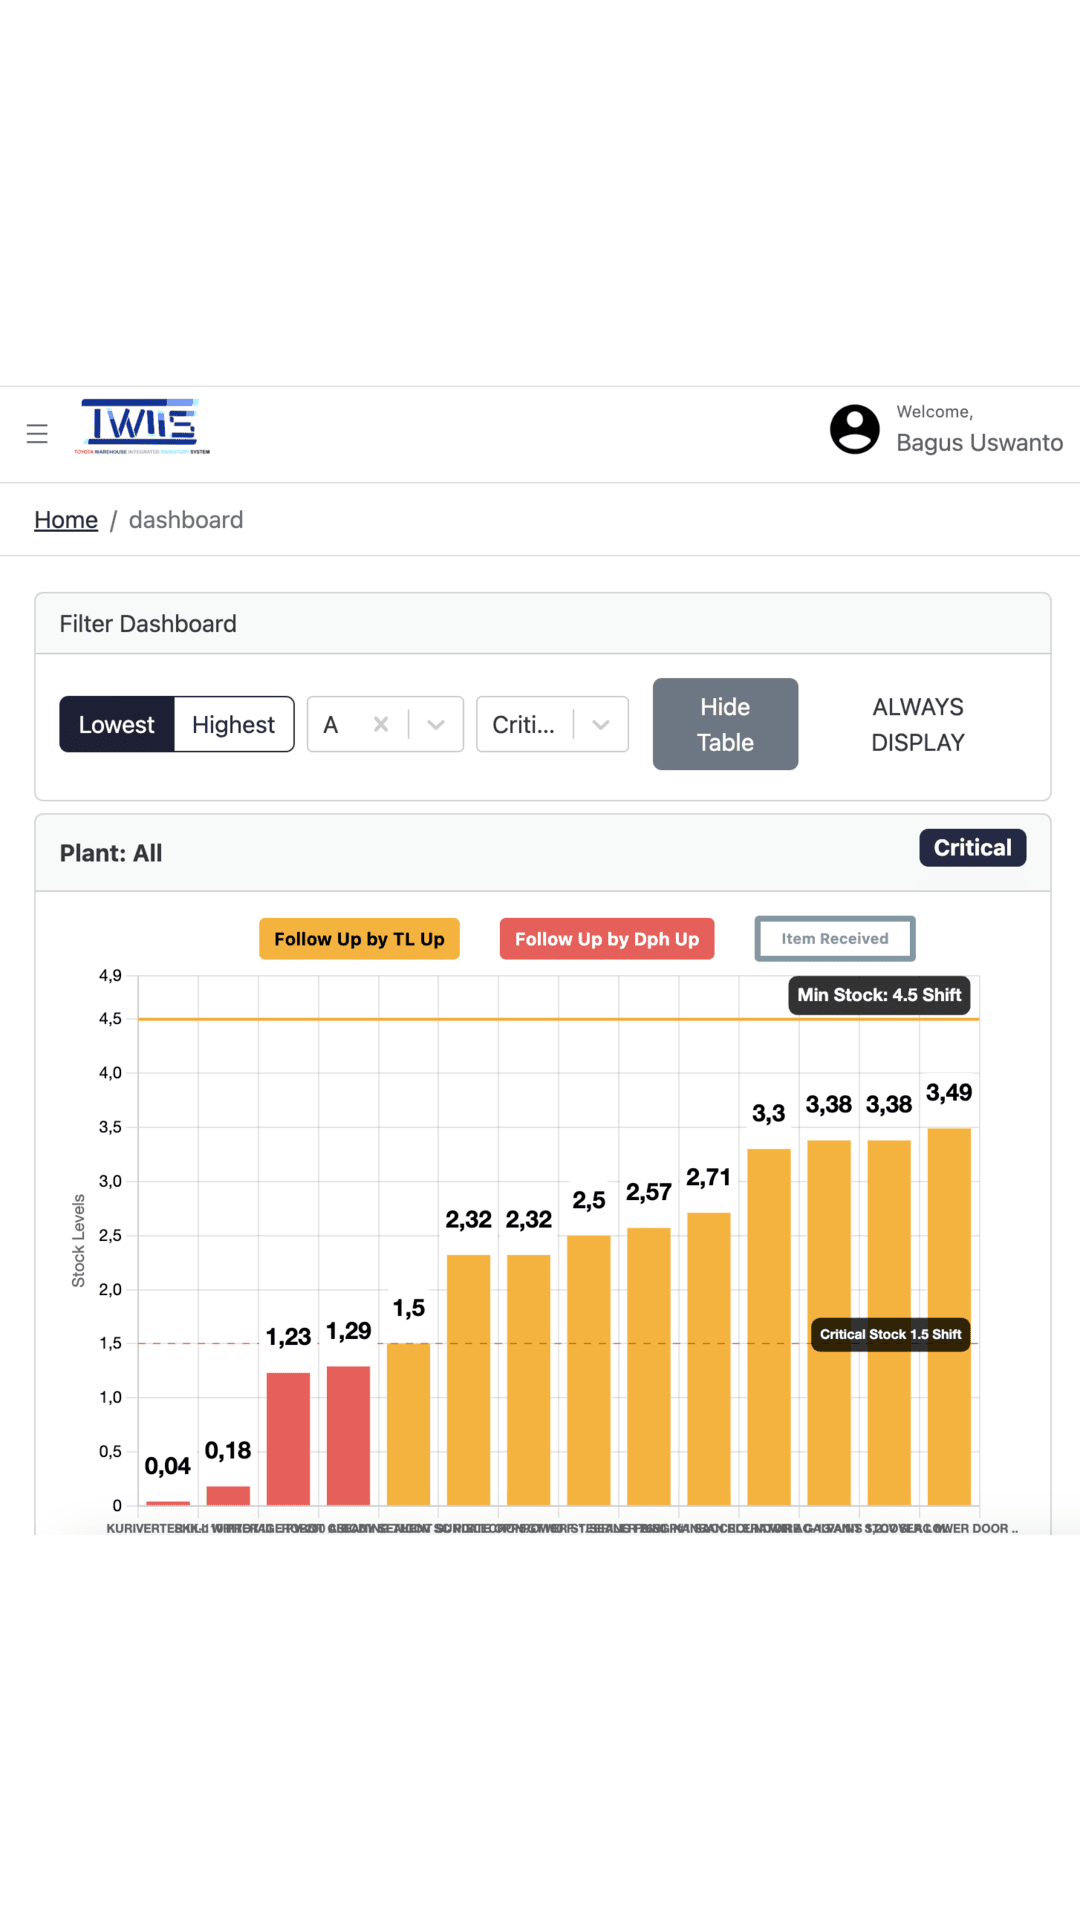 TWIIS
TOYOTA WAREHOUSE INTEGRATED INVENTORY SYSTEM
Welcome,
Bagus Uswanto
Home / dashboard
Filter Dashboard
Lowest Highest A Criti... Hide Table ALWAYS DISPLAY
Plant: All Critical
Follow Up by TL Up Follow Up by Dph Up Item Received
4,9
Min Stock: 4.5 Shift
4,5
4,0
3,5
3,0
2,5
2,0
1,5
1,0
0,5
0
Stock Levels
0,04 0,18 1,23 1,29 1,5 2,32 2,32 2,5 2,57 2,71 3,3 3,38 3,38 3,49
Critical Stock 1.5 Shift
LOWER DOOR ..